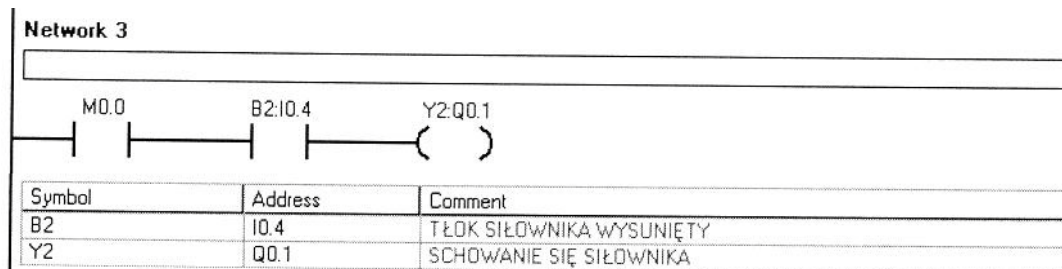 Network 3
M0.0 B2:I0.4 Y2:Q0.1
Symbol Address Comment
B2 I0.4 TŁOK SIŁOWNIKA WYSUNIĘTY
Y2 Q0.1 SCHOWANIE SIĘ SIŁOWNIKA